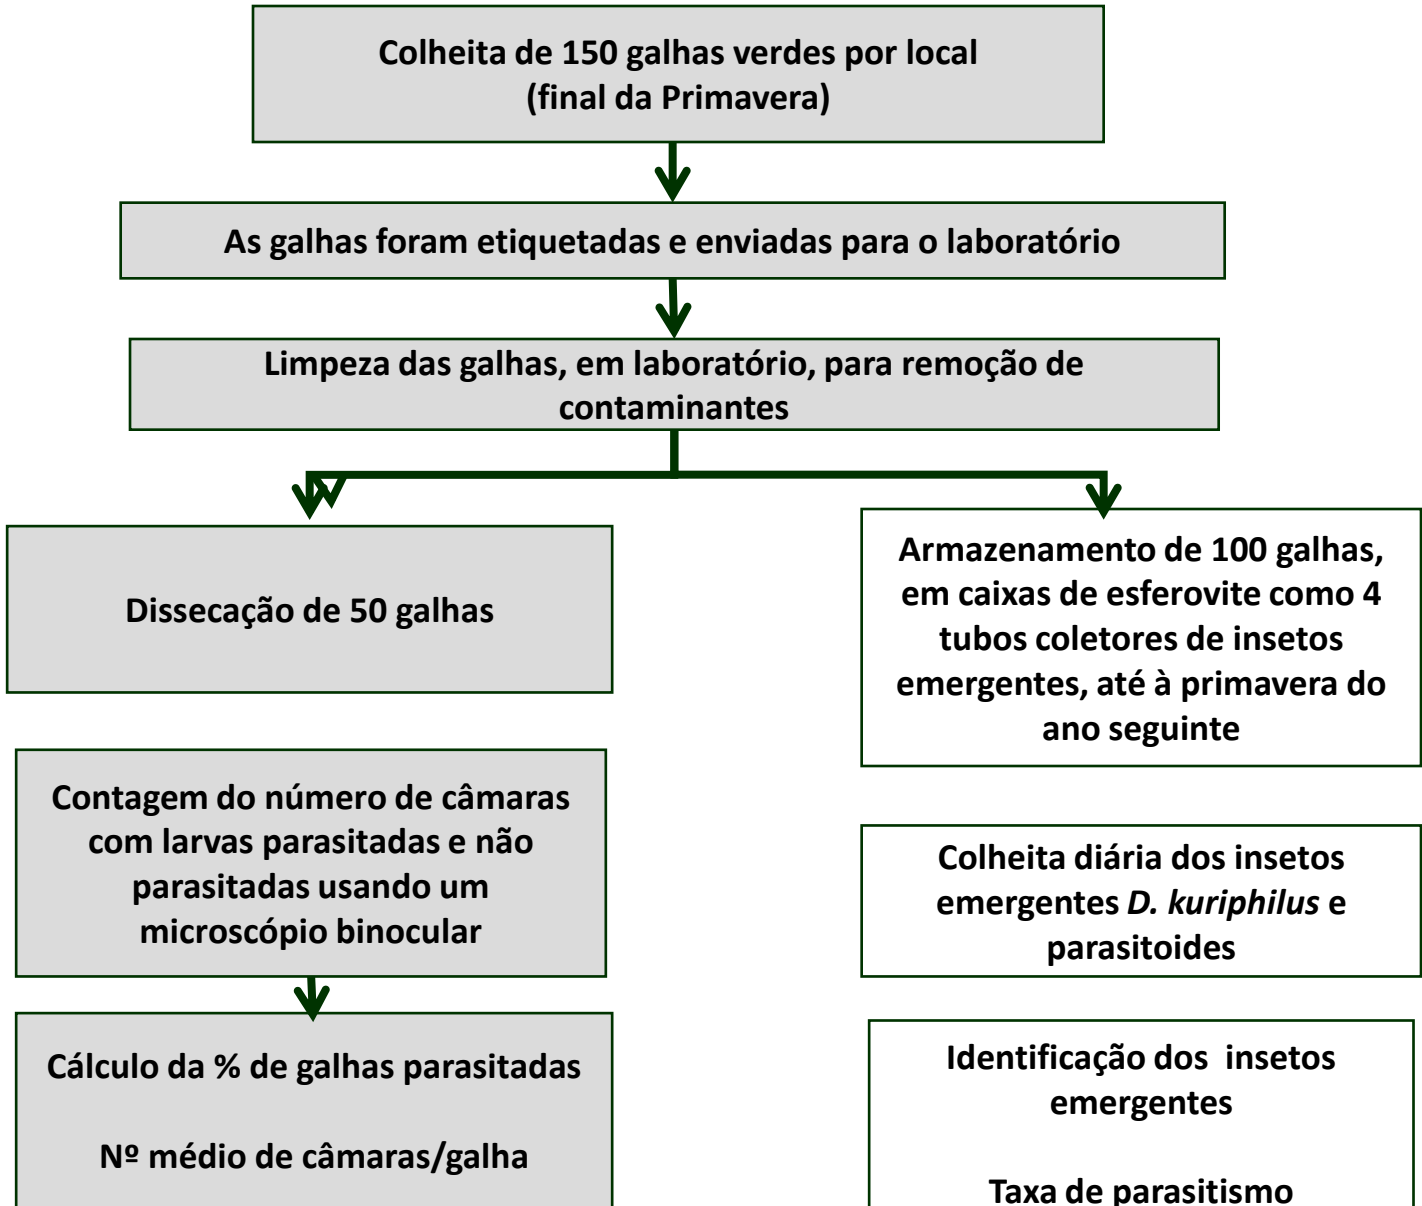 Colheita de 150 galhas verdes por local
(final da Primavera)
As galhas foram etiquetadas e enviadas para o laboratório
Limpeza das galhas, em laboratório, para remoção de
contaminantes
Dissecação de 50 galhas
Contagem do número de câmaras
com larvas parasitadas e não
parasitadas usando um
microscópio binocular
Cálculo da % de galhas parasitadas
Nº médio de câmaras/galha
Armazenamento de 100 galhas,
em caixas de esferovite como 4
tubos coletores de insetos
emergentes, até à primavera do
ano seguinte
Colheita diária dos insetos
emergentes D. kuriphilus e
parasitoides
Identificação dos insetos
emergentes
Taxa de parasitismo